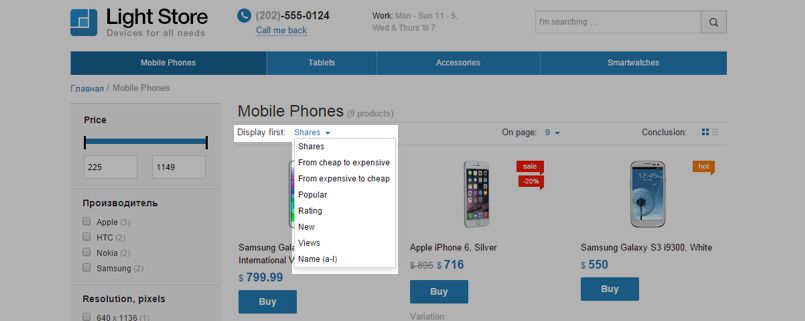 Light Store
Devices for all needs
(202)-555-0124
Call me back
Work: Mon - Sun 11 - 5,
Wed & Thurs 'til 7
I'm searching ...
Mobile Phones
Tablets
Accessories
Smartwatches
Главная / Mobile Phones
Price
225
1149
Производитель
Apple (3)
HTC (2)
Nokia (2)
Samsung (2)
Resolution, pixels
640 x 1136 (1)
Mobile Phones (9 products)
Display first: Shares
On page: 9
Conclusion:
Shares
From cheap to expensive
From expensive to cheap
Popular
Rating
New
Views
Name (a-l)
Samsung Gala
International V
$ 799.99
Buy
sale
-20%
Apple iPhone 6, Silver
$ 895 $ 716
Buy
Variation:
hot
Samsung Galaxy S3 i9300, White
$ 550
Buy